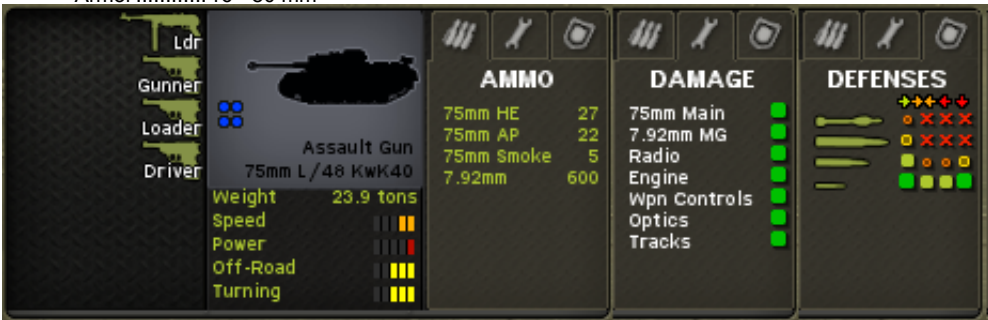 Ldr
Gunner
Loader
Driver
Assault Gun
75mm L/48 KwK40
Weight 23.9 tons
Speed
Power
Off-Road
Turning
AMMO
75mm HE 27
75mm AP 22
75mm Smoke 5
7.92mm 600
DAMAGE
75mm Main
7.92mm MG
Radio
Engine
Wpn Controls
Optics
Tracks
DEFENSES